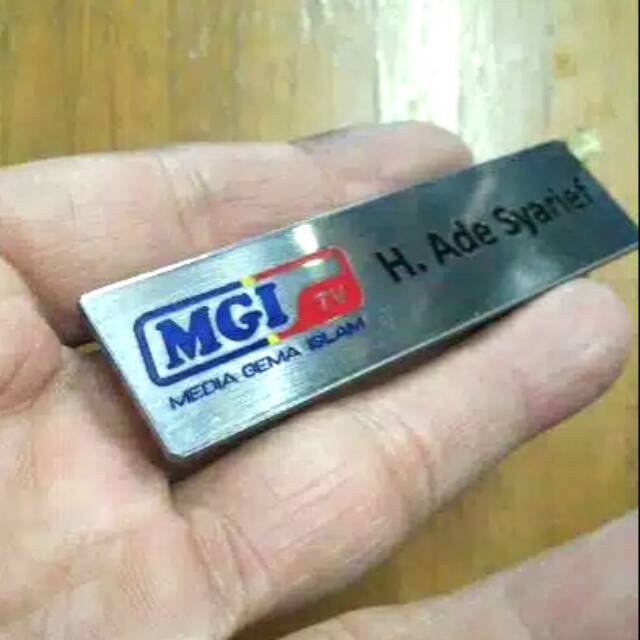 MGI TV
MEDIA GEMA ISLAM
H. Ade Syarief